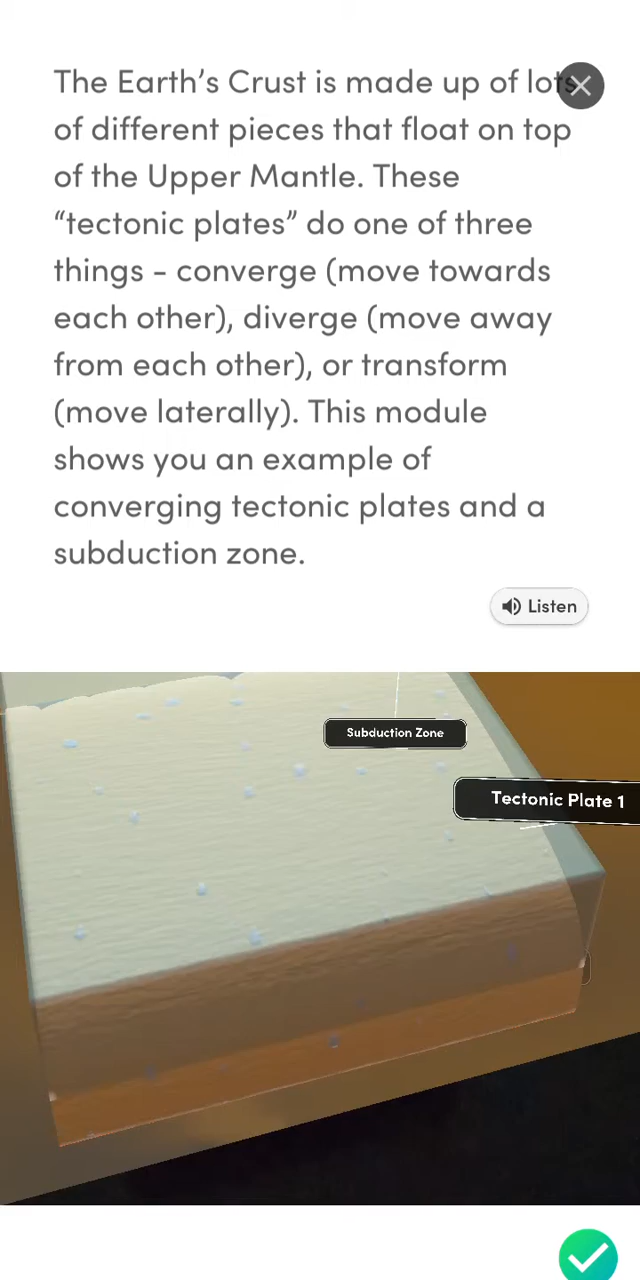 The Earth’s Crust is made up of lots
of different pieces that float on top
of the Upper Mantle. These
“tectonic plates” do one of three
things - converge (move towards
each other), diverge (move away
from each other), or transform
(move laterally). This module
shows you an example of
converging tectonic plates and a
subduction zone.
Listen
Subduction Zone
Tectonic Plate 1